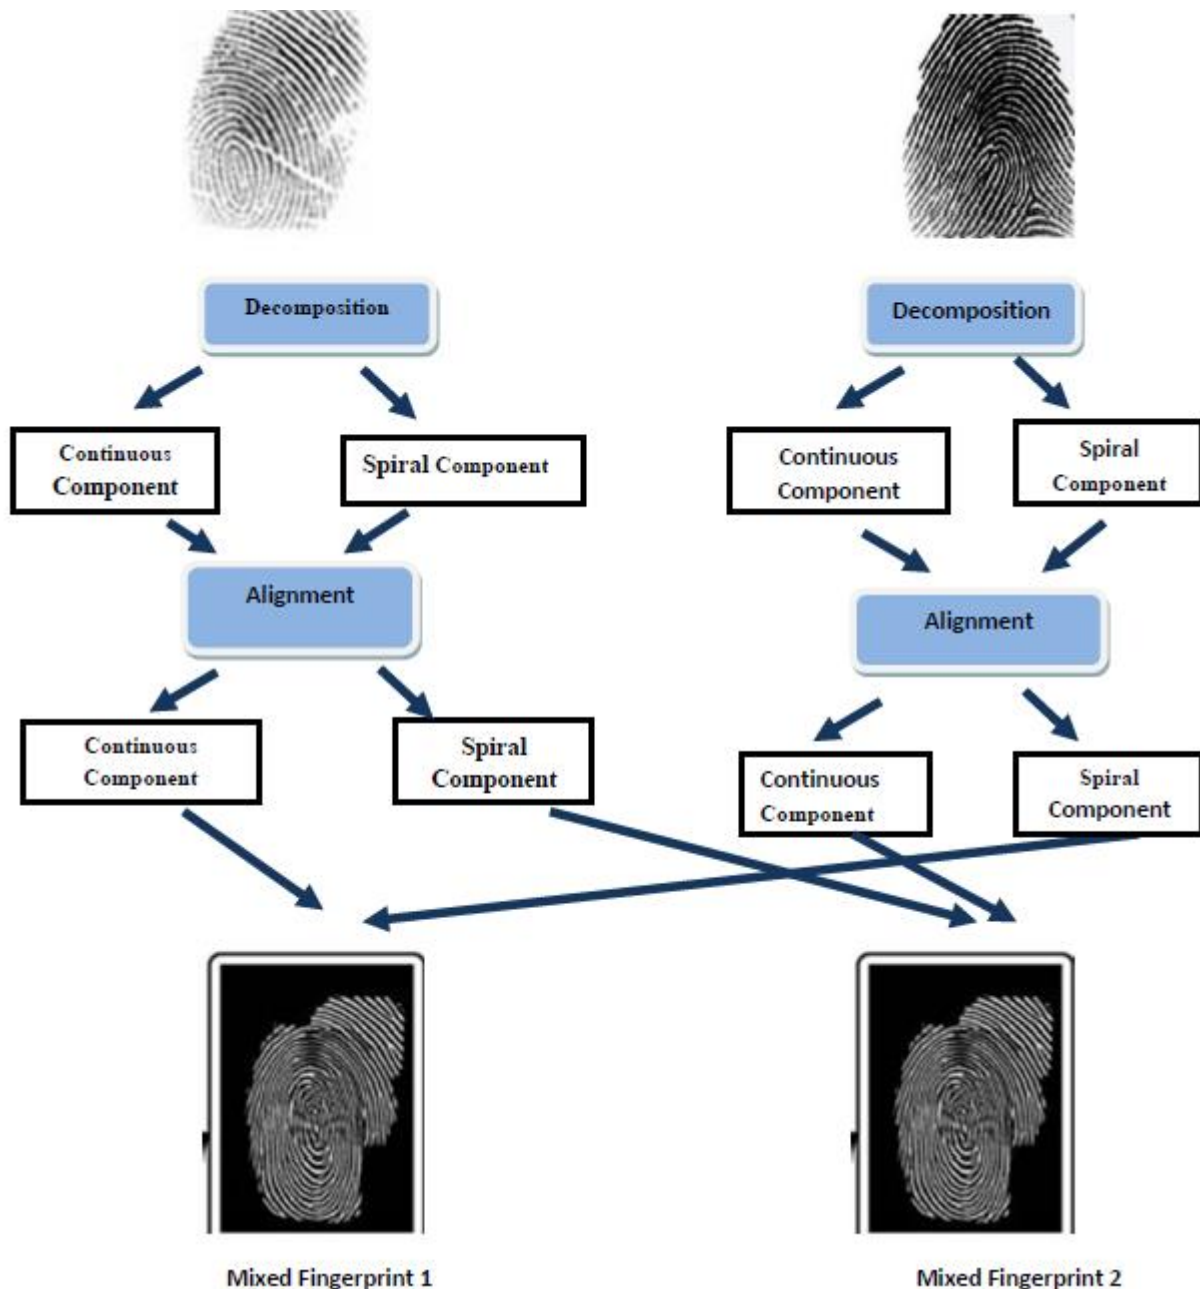 Decomposition
Decomposition
Continuous
Component
Spiral Component
Continuous
Component
Spiral
Component
Alignment
Alignment
Continuous
Component
Spiral
Component
Continuous
Component
Spiral
Component
Mixed Fingerprint 1
Mixed Fingerprint 2